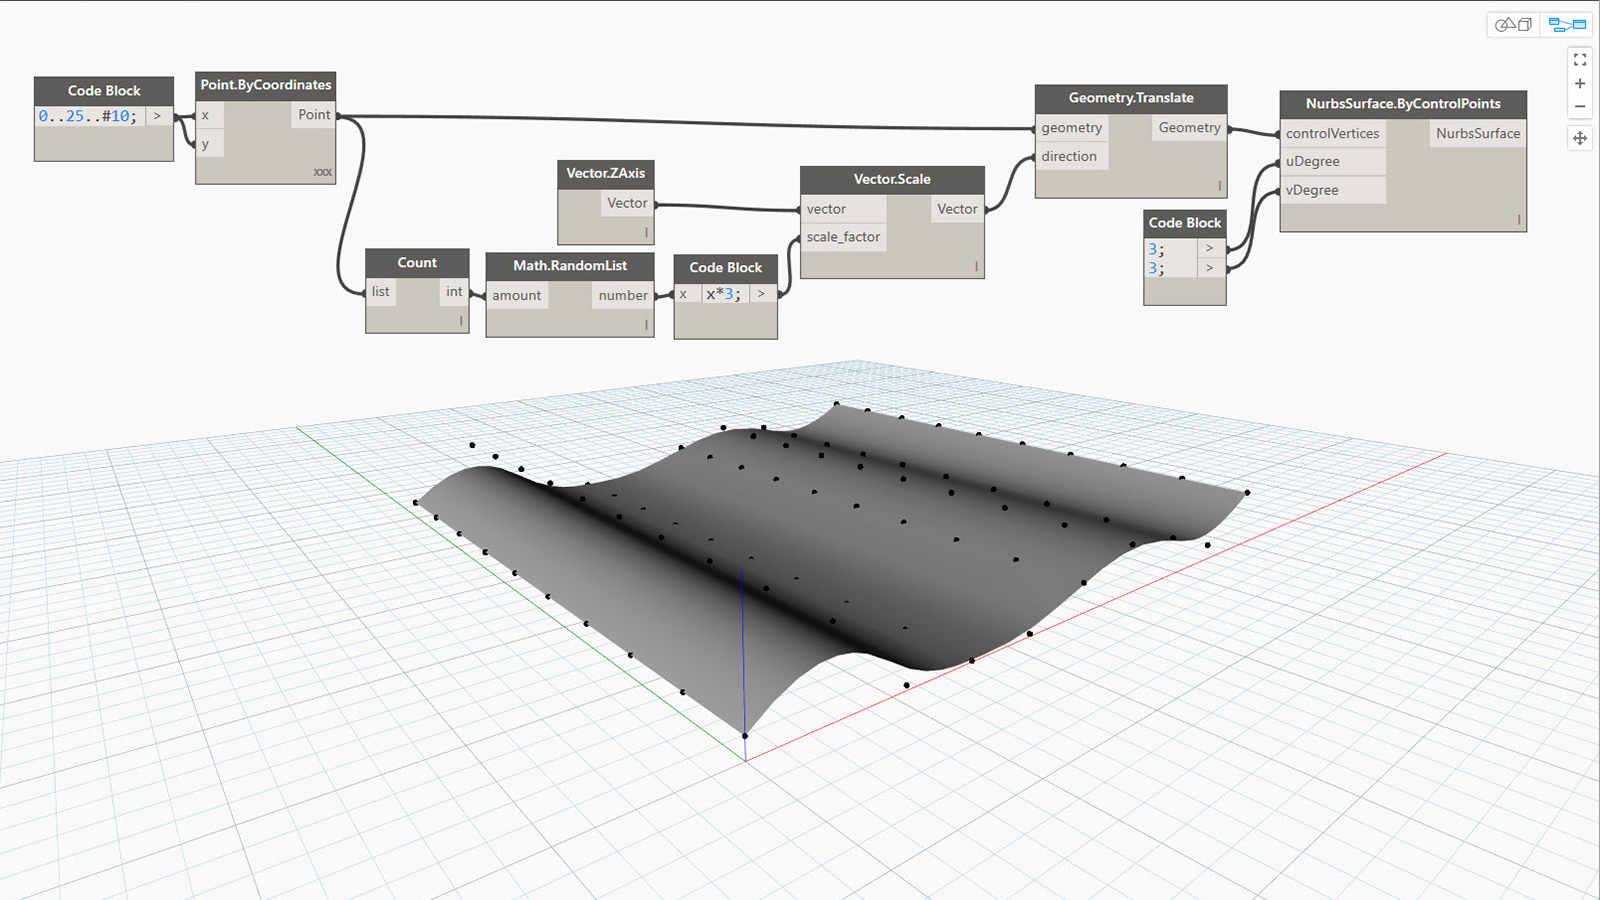 Code Block
0..25..#10; >
Point.ByCoordinates
x Point
y
xxx
Count
list int
l
Vector.ZAxis
Vector
l
Math.RandomList
amount number
l
Code Block
x x*3; >
Vector.Scale
vector Vector
scale_factor
l
Geometry.Translate
geometry Geometry
direction
l
Code Block
3; >
3; >
NurbsSurface.ByControlPoints
controlVertices NurbsSurface
uDegree
vDegree
l